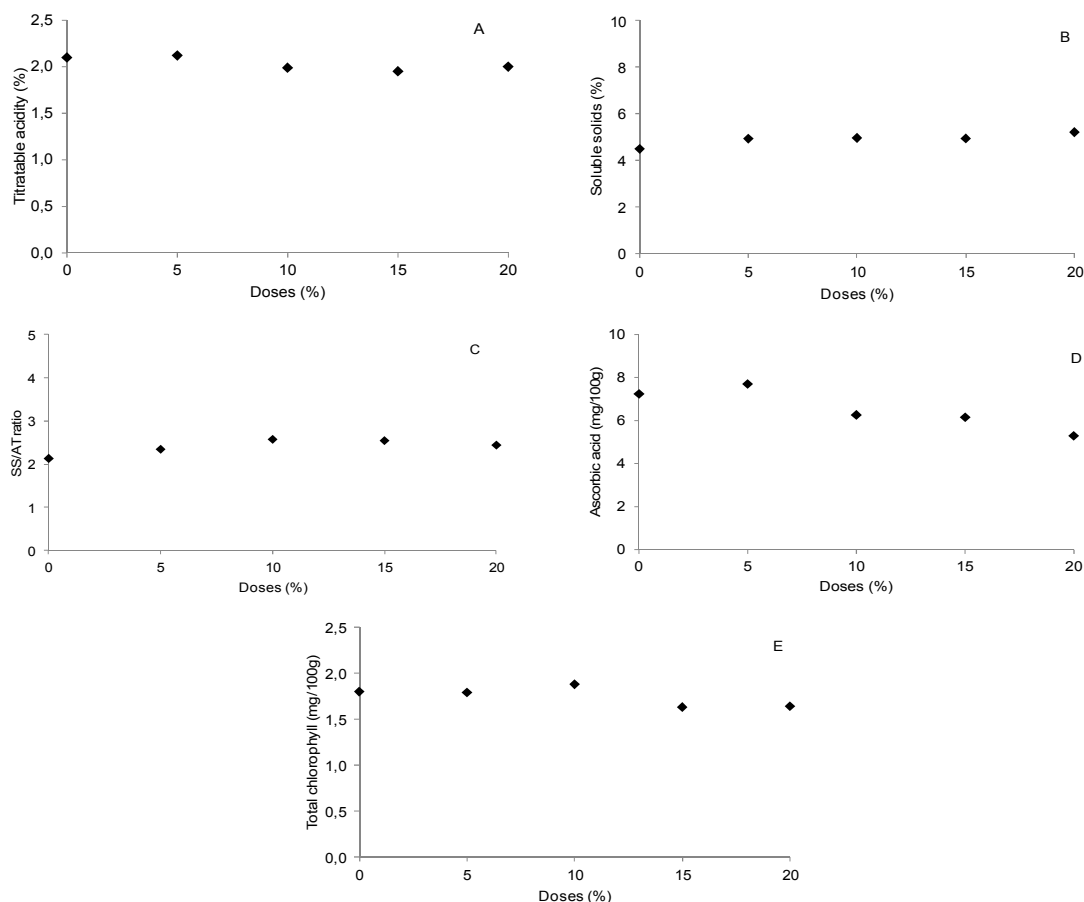 A
Titratable acidity (%)
2,5
2,0
1,5
1,0
0,5
0,0
0 5 10 15 20
Doses (%)
B
Soluble solids (%)
10
8
6
4
2
0
0 5 10 15 20
Doses (%)
C
SS/AT ratio
5
4
3
2
1
0
0 5 10 15 20
Doses (%)
D
Ascorbic acid (mg/100g)
10
8
6
4
2
0
0 5 10 15 20
Doses (%)
E
Total chlorophyll (mg/100g)
2,5
2,0
1,5
1,0
0,5
0,0
0 5 10 15 20
Doses (%)